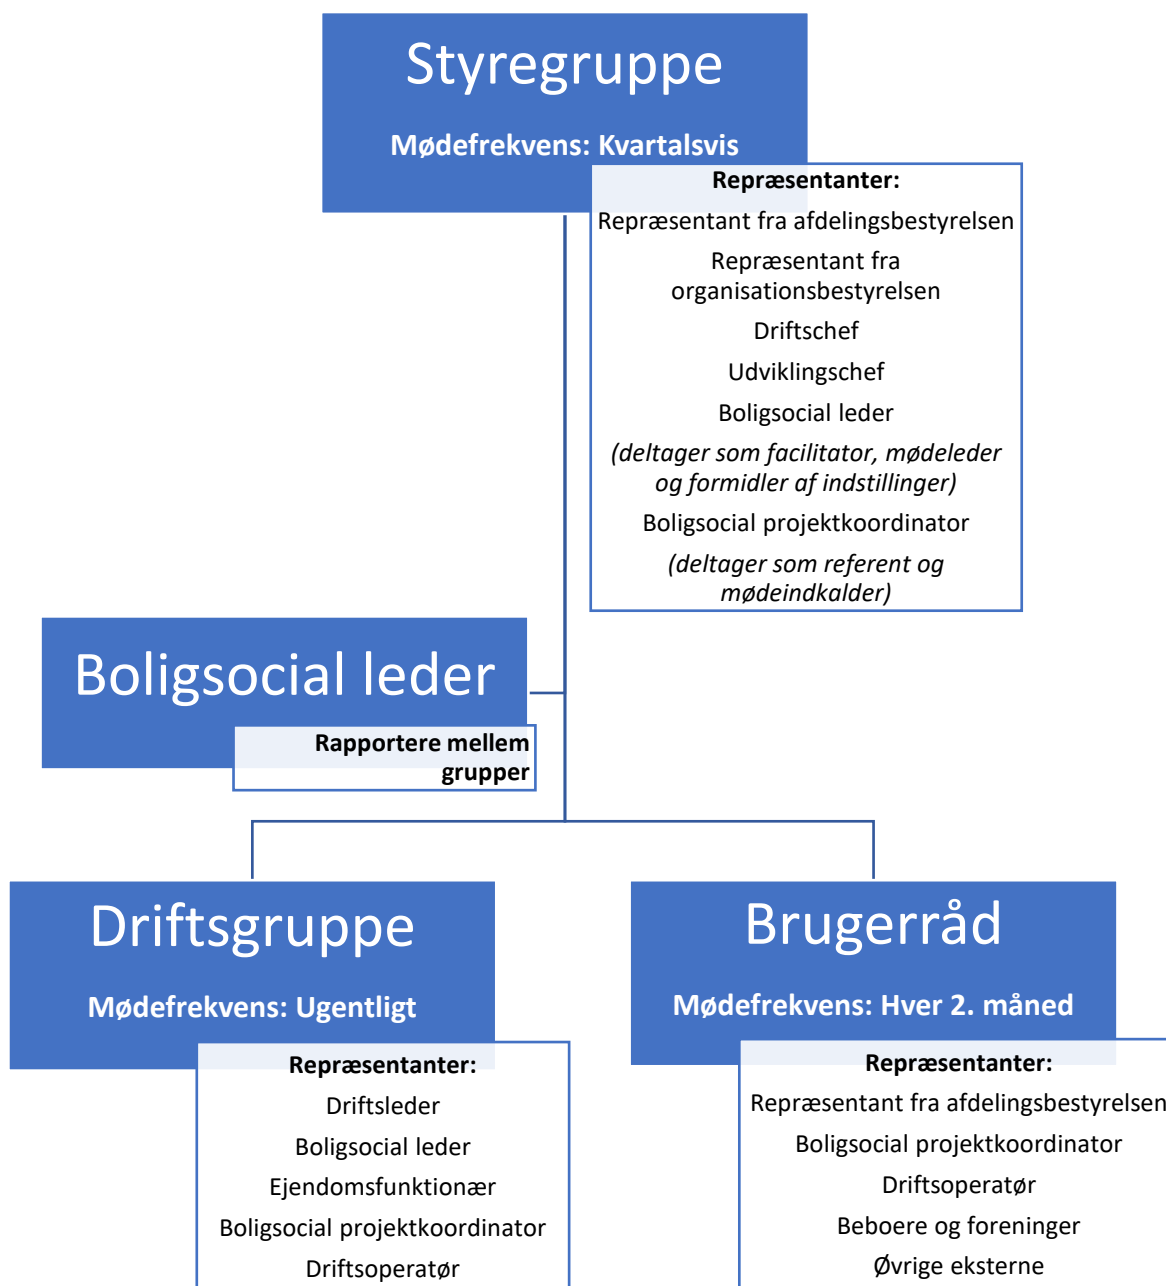 Styregruppe
Mødefrekvens: Kvartalsvis
Repræsentanter:
Repræsentant fra afdelingsbestyrelsen
Repræsentant fra
organisationsbestyrelsen
Driftschef
Udviklingschef
Boligsocial leder
(deltager som facilitator, mødeleder
og formidler af indstillinger)
Boligsocial projektkoordinator
(deltager som referent og
mødeindkalder)
Boligsocial leder
Rapportere mellem
grupper
Driftsgruppe
Mødefrekvens: Ugentligt
Repræsentanter:
Driftsleder
Boligsocial leder
Ejendomsfunktionær
Boligsocial projektkoordinator
Driftsoperatør
Brugerråd
Mødefrekvens: Hver 2. måned
Repræsentanter:
Repræsentant fra afdelingsbestyrelsen
Boligsocial projektkoordinator
Driftsoperatør
Beboere og foreninger
Øvrige eksterne